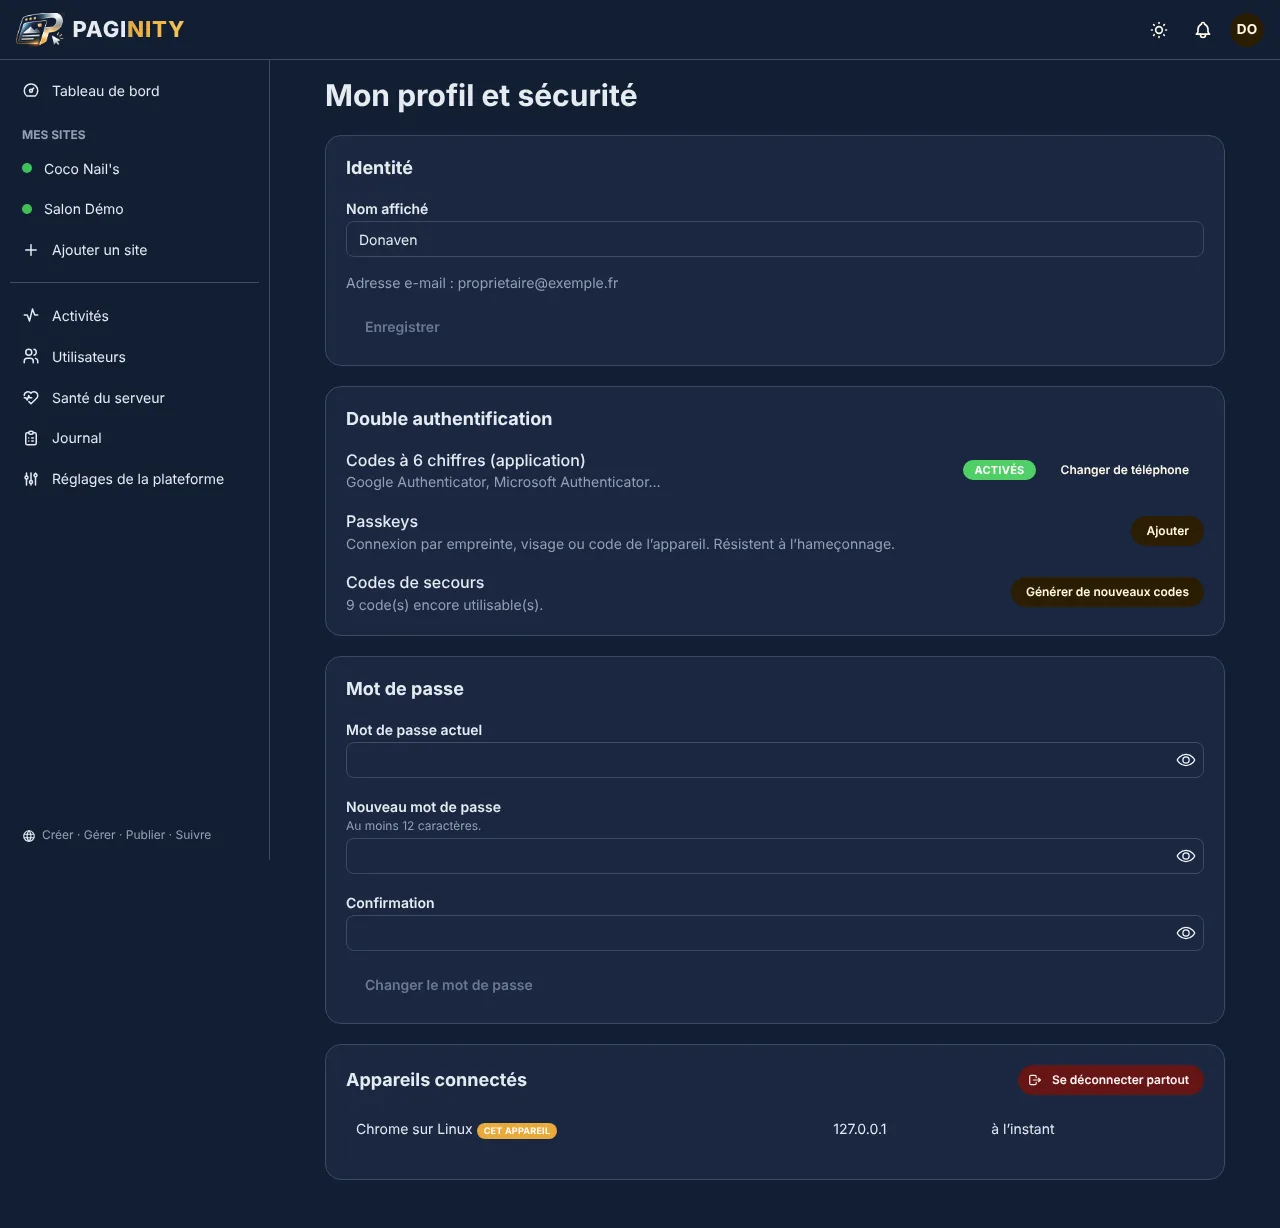 PAGINITY
DO
Tableau de bord
MES SITES
Coco Nail's
Salon Démo
Ajouter un site
Activités
Utilisateurs
Santé du serveur
Journal
Réglages de la plateforme
Créer · Gérer · Publier · Suivre
Mon profil et sécurité
Identité
Nom affiché
Donaven
Adresse e-mail : proprietaire@exemple.fr
Enregistrer
Double authentification
Codes à 6 chiffres (application)
Google Authenticator, Microsoft Authenticator…
ACTIVÉS
Changer de téléphone
Passkeys
Connexion par empreinte, visage ou code de l’appareil. Résistent à l’hameçonnage.
Ajouter
Codes de secours
9 code(s) encore utilisable(s).
Générer de nouveaux codes
Mot de passe
Mot de passe actuel
Nouveau mot de passe
Au moins 12 caractères.
Confirmation
Changer le mot de passe
Appareils connectés
Se déconnecter partout
Chrome sur Linux CET APPAREIL 127.0.0.1 à l’instant